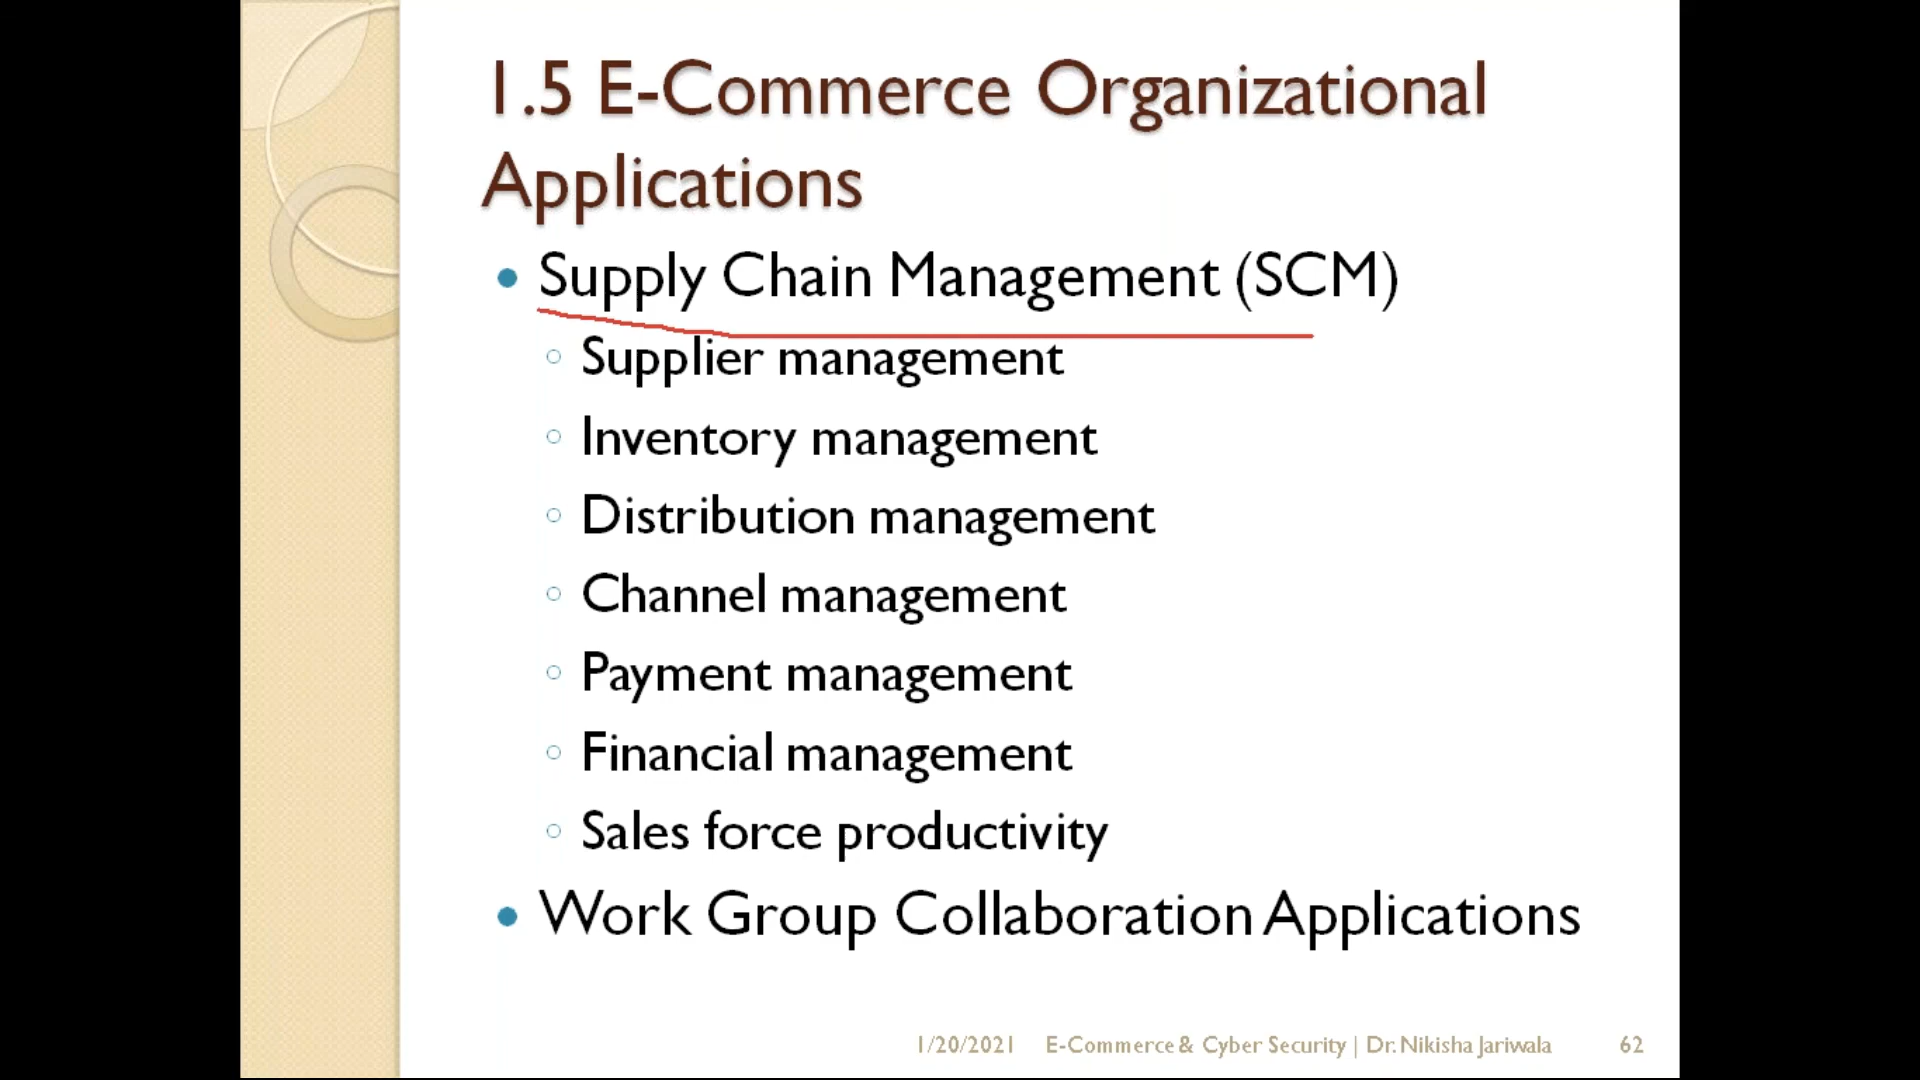 1.5 E-Commerce Organizational
Applications
• Supply Chain Management (SCM)
◦ Supplier management
◦ Inventory management
◦ Distribution management
◦ Channel management
◦ Payment management
◦ Financial management
◦ Sales force productivity
• Work Group Collaboration Applications
1/20/2021 E-Commerce & Cyber Security | Dr. Nikisha Jariwala 62